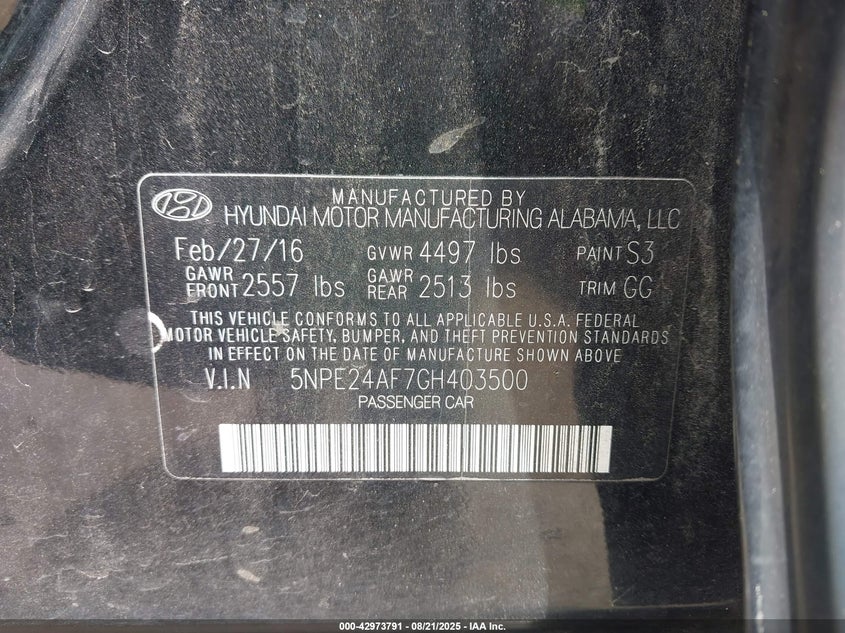 MANUFACTURED BY
HYUNDAI MOTOR MANUFACTURING ALABAMA, LLC
Feb/27/16 GVWR 4497 lbs PAINT S3
GAWR FRONT 2557 lbs GAWR REAR 2513 lbs TRIM GG
THIS VEHICLE CONFORMS TO ALL APPLICABLE U.S.A. FEDERAL
MOTOR VEHICLE SAFETY, BUMPER, AND THEFT PREVENTION STANDARDS
IN EFFECT ON THE DATE OF MANUFACTURE SHOWN ABOVE
V.I.N 5NPE24AF7GH403500
PASSENGER CAR
000-42973791 - 08/21/2025 - IAA Inc.